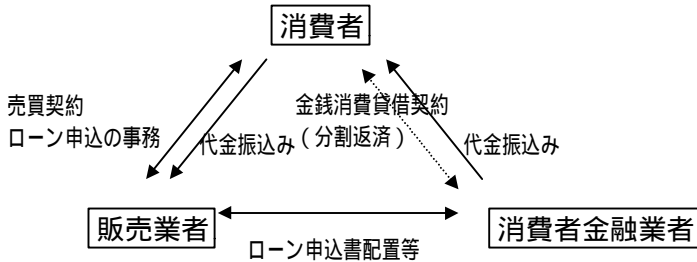 消費者
売買契約
ローン申込の事務
代金振込み
金銭消費貸借契約
（分割返済）
代金振込み
販売業者
消費者金融業者
ローン申込書配置等